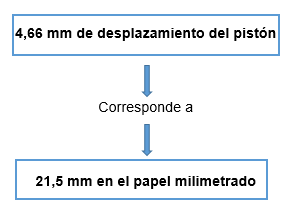 4,66 mm de desplazamiento del pistón
Corresponde a
21,5 mm en el papel milimetrado